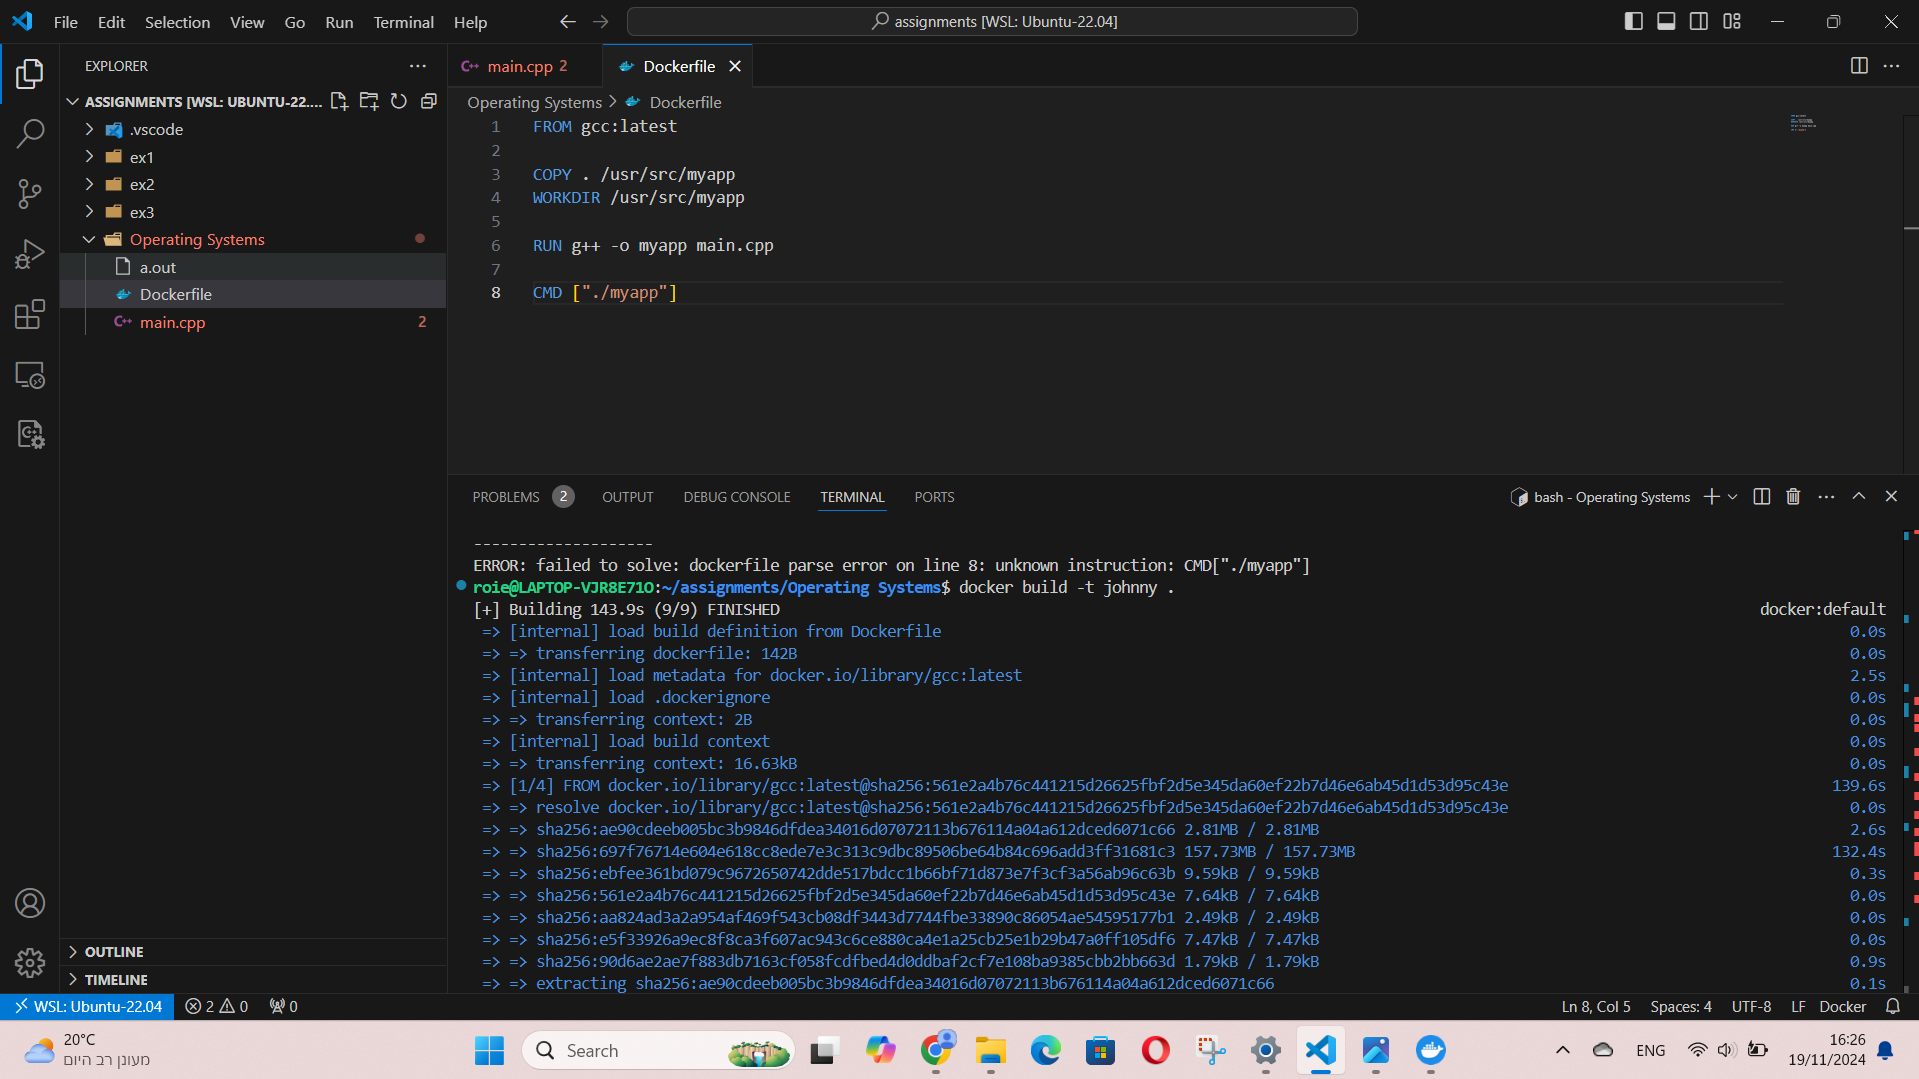 File Edit Selection View Go Run Terminal Help
assignments [WSL: Ubuntu-22.04]
EXPLORER
ASSIGNMENTS [WSL: UBUNTU-22....
.vscode
ex1
ex2
ex3
Operating Systems
a.out
Dockerfile
main.cpp 2
OUTLINE
TIMELINE
main.cpp 2
Dockerfile
Operating Systems > Dockerfile
1 FROM gcc:latest
2
3 COPY . /usr/src/myapp
4 WORKDIR /usr/src/myapp
5
6 RUN g++ -o myapp main.cpp
7
8 CMD ["./myapp"]
PROBLEMS 2 OUTPUT DEBUG CONSOLE TERMINAL PORTS
bash - Operating Systems
--------------------
ERROR: failed to solve: dockerfile parse error on line 8: unknown instruction: CMD["./myapp"]
roie@LAPTOP-VJR8E71O:~/assignments/Operating Systems$ docker build -t johnny .
[+] Building 143.9s (9/9) FINISHED docker:default
=> [internal] load build definition from Dockerfile 0.0s
=> => transferring dockerfile: 142B 0.0s
=> [internal] load metadata for docker.io/library/gcc:latest 2.5s
=> [internal] load .dockerignore 0.0s
=> => transferring context: 2B 0.0s
=> [internal] load build context 0.0s
=> => transferring context: 16.63kB 0.0s
=> [1/4] FROM docker.io/library/gcc:latest@sha256:561e2a4b76c441215d26625fbf2d5e345da60ef22b7d46e6ab45d1d53d95c43e 139.6s
=> => resolve docker.io/library/gcc:latest@sha256:561e2a4b76c441215d26625fbf2d5e345da60ef22b7d46e6ab45d1d53d95c43e 0.0s
=> => sha256:ae90cdeeb005bc3b9846dfdea34016d07072113b676114a04a612dced6071c66 2.81MB / 2.81MB 2.6s
=> => sha256:697f76714e604e618cc8ede7e3c313c9dbc89506be64b84c696add3ff31681c3 157.73MB / 157.73MB 132.4s
=> => sha256:ebfee361bd079c9672650742dde517bdcc1b66bf71d873e7f3cf3a56ab96c63b 9.59kB / 9.59kB 0.3s
=> => sha256:561e2a4b76c441215d26625fbf2d5e345da60ef22b7d46e6ab45d1d53d95c43e 7.64kB / 7.64kB 0.0s
=> => sha256:aa824ad3a2a954af469f543cb08df3443d7744fbe33890c86054ae54595177b1 2.49kB / 2.49kB 0.0s
=> => sha256:e5f33926a9ec8f8ca3f607ac943c6ce880ca4e1a25cb25e1b29b47a0ff105df6 7.47kB / 7.47kB 0.0s
=> => sha256:90d6ae2ae7f883db7163cf058fcdfbed4d0ddbaf2cf7e108ba9385cbb2bb663d 1.79kB / 1.79kB 0.9s
=> => extracting sha256:ae90cdeeb005bc3b9846dfdea34016d07072113b676114a04a612dced6071c66 0.1s
WSL: Ubuntu-22.04 2 0 0
Ln 8, Col 5 Spaces: 4 UTF-8 LF Docker
20°C
מעונן רב היום
Search
ENG
16:26
19/11/2024